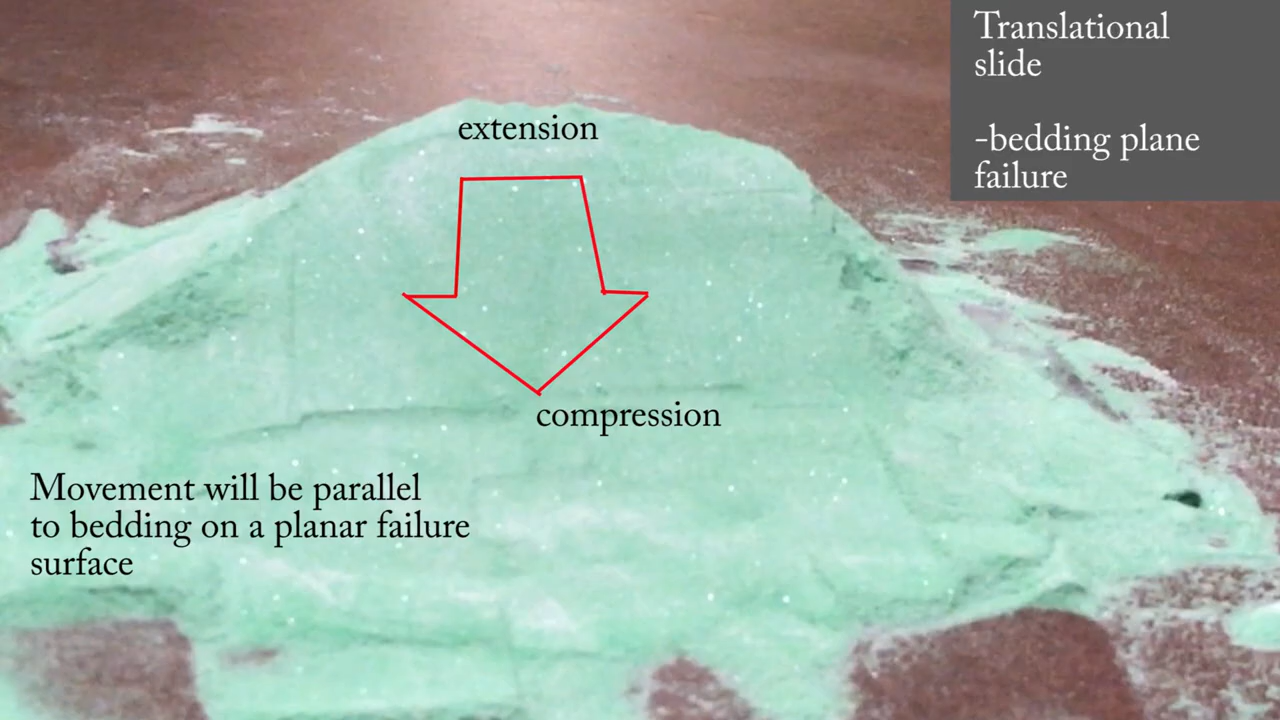 Translational
slide
-bedding plane
failure
extension
compression
Movement will be parallel
to bedding on a planar failure
surface